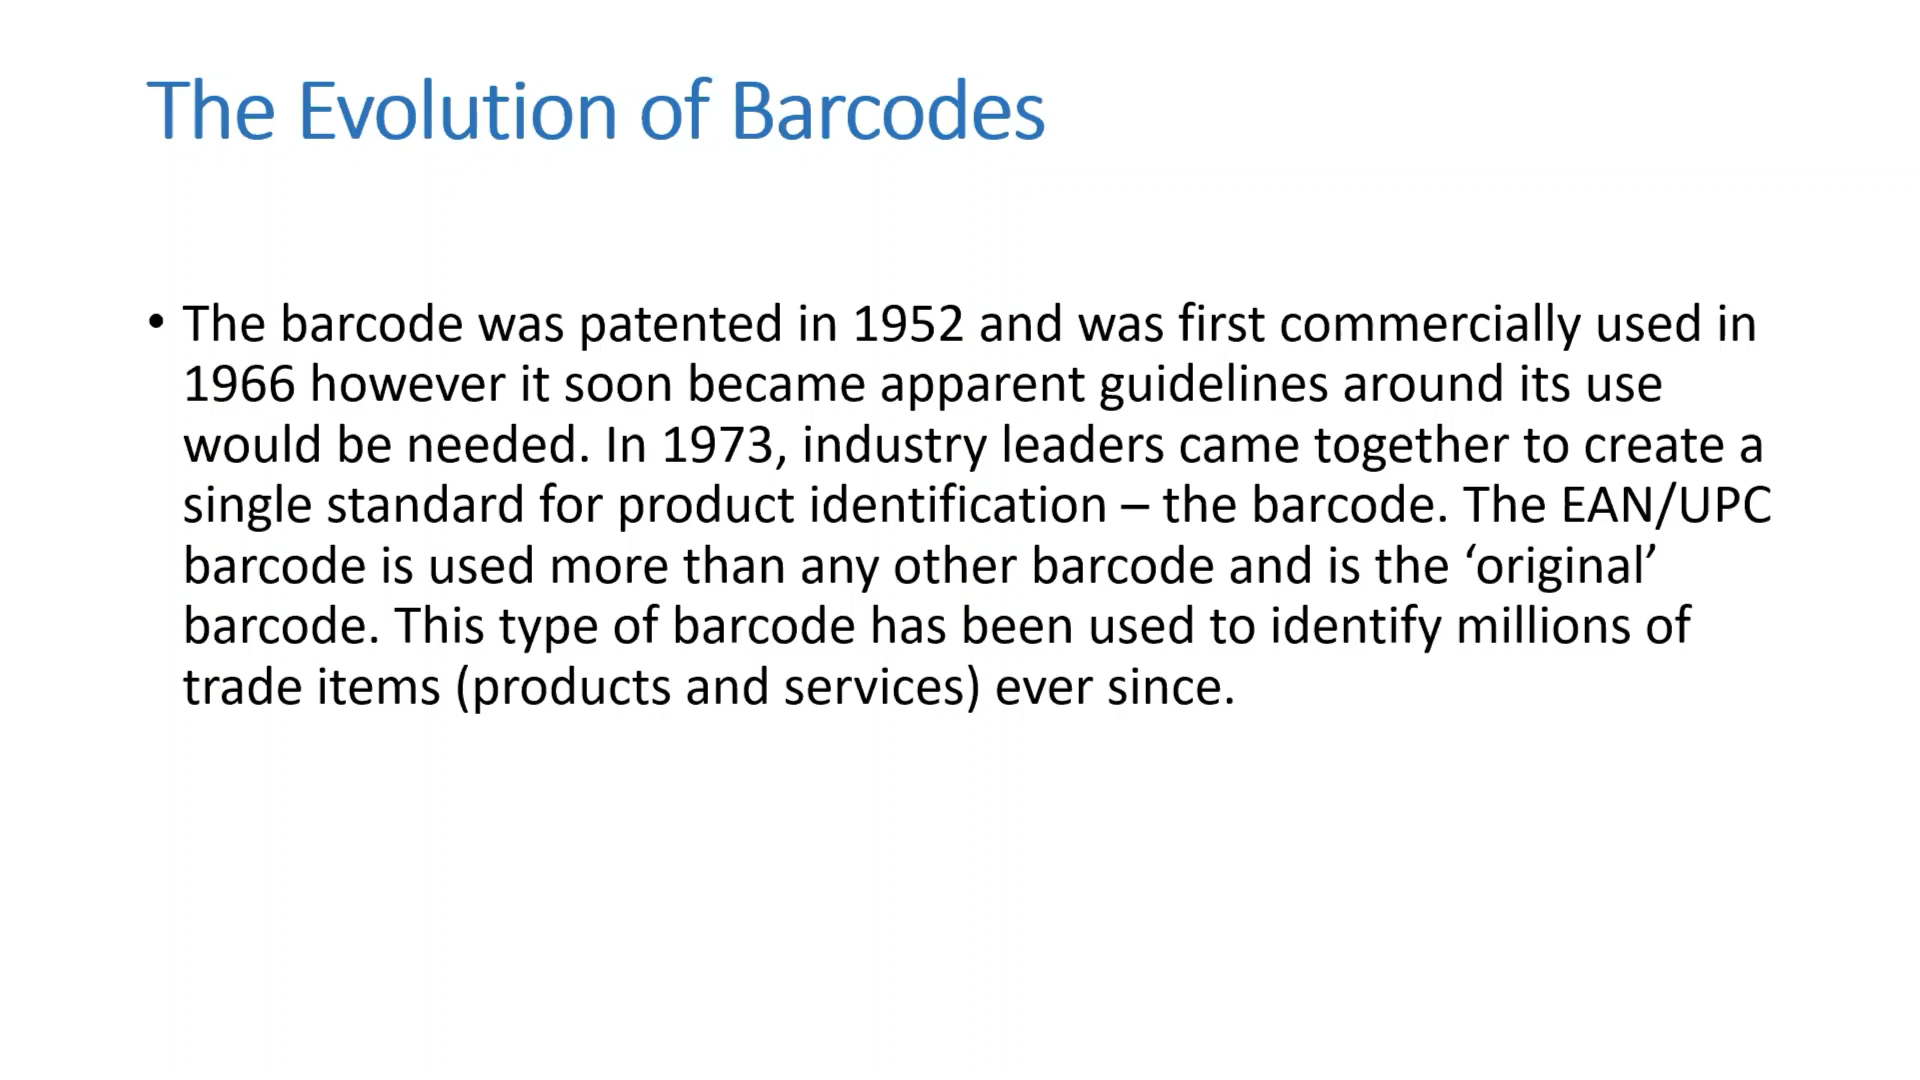 The Evolution of Barcodes
• The barcode was patented in 1952 and was first commercially used in
1966 however it soon became apparent guidelines around its use
would be needed. In 1973, industry leaders came together to create a
single standard for product identification – the barcode. The EAN/UPC
barcode is used more than any other barcode and is the ‘original’
barcode. This type of barcode has been used to identify millions of
trade items (products and services) ever since.